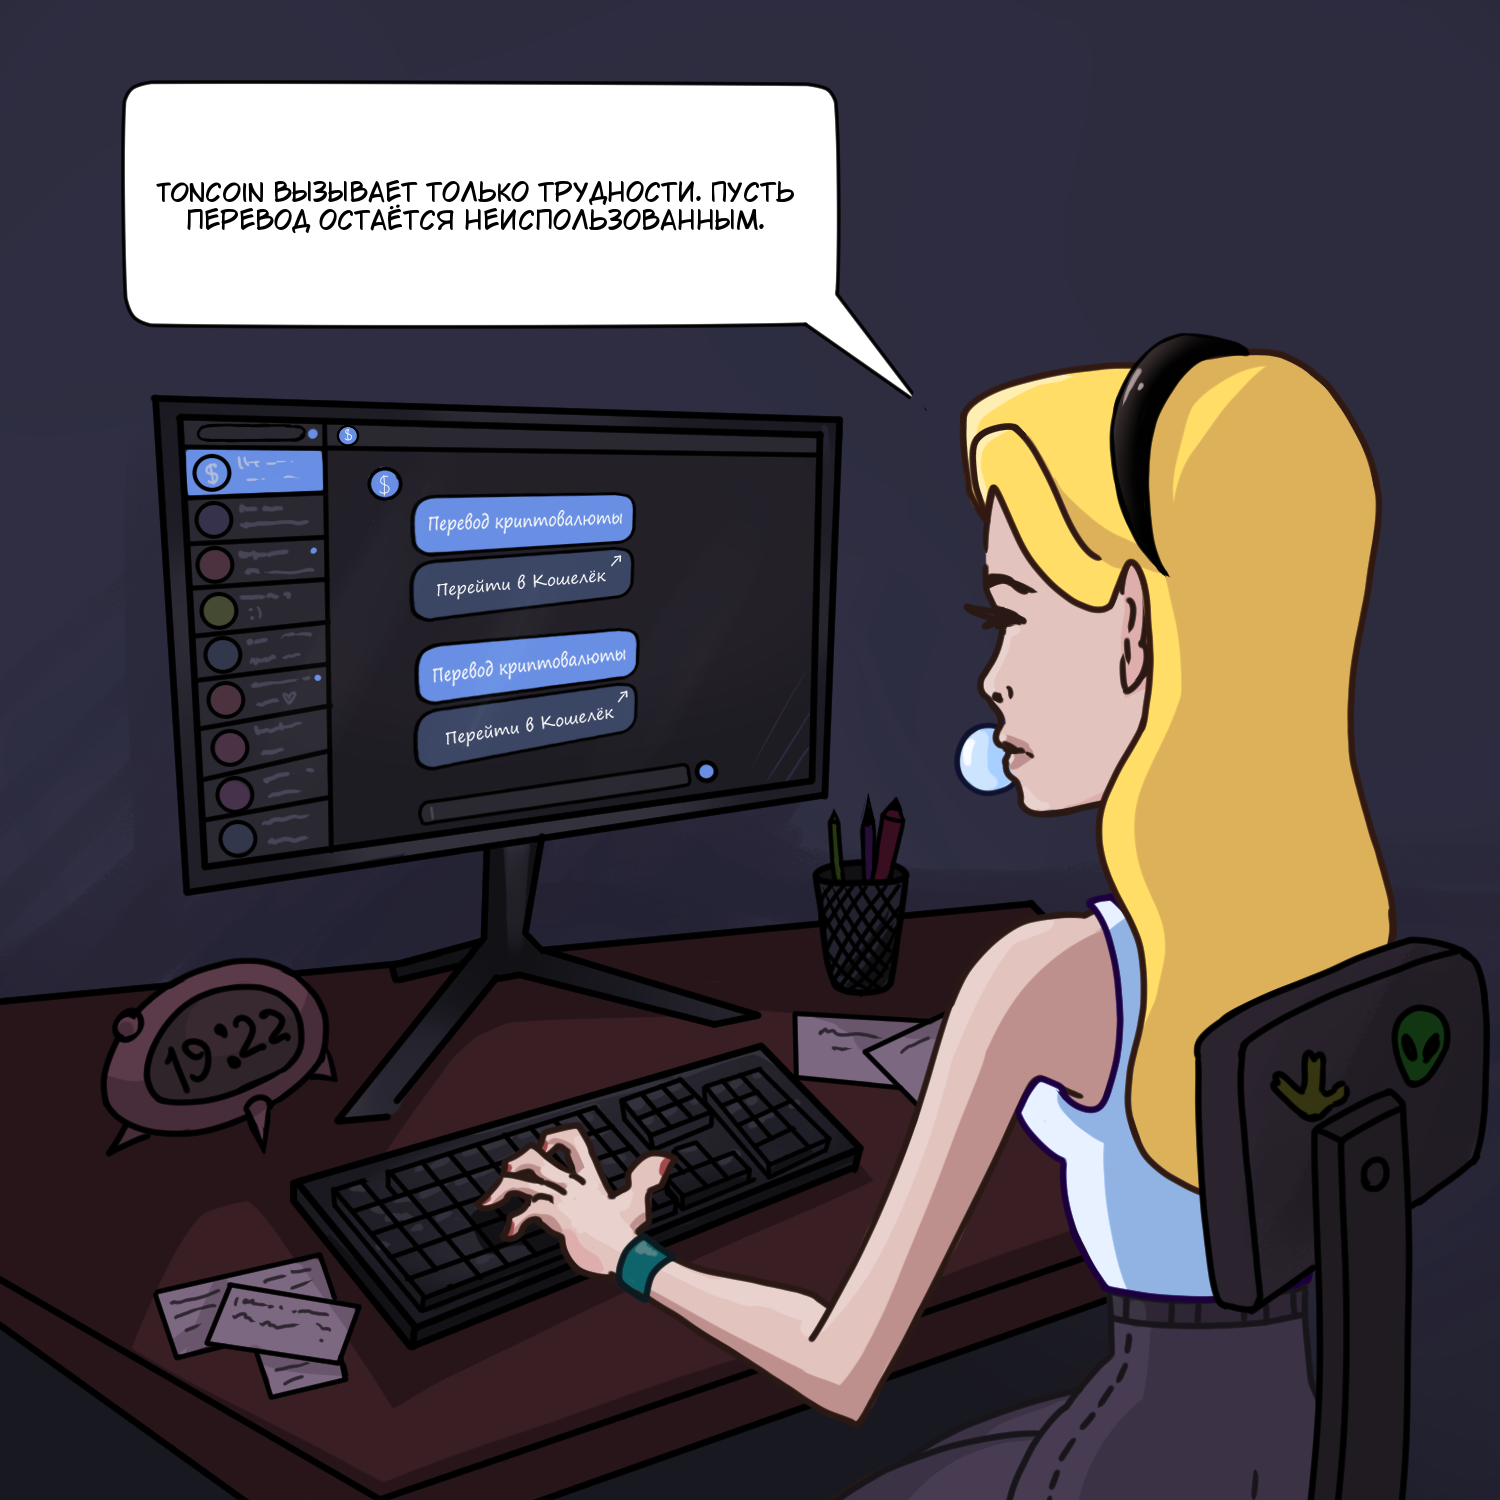 TONCOIN ВЫЗЫВАЕТ ТОЛЬКО ТРУДНОСТИ. ПУСТЬ
ПЕРЕВОД ОСТАЁТСЯ НЕИСПОЛЬЗОВАННЫМ.
$
$
$
Перевод криптовалюты
Перейти в Кошелёк
:)
Перевод криптовалюты
Перейти в Кошелёк
19:22